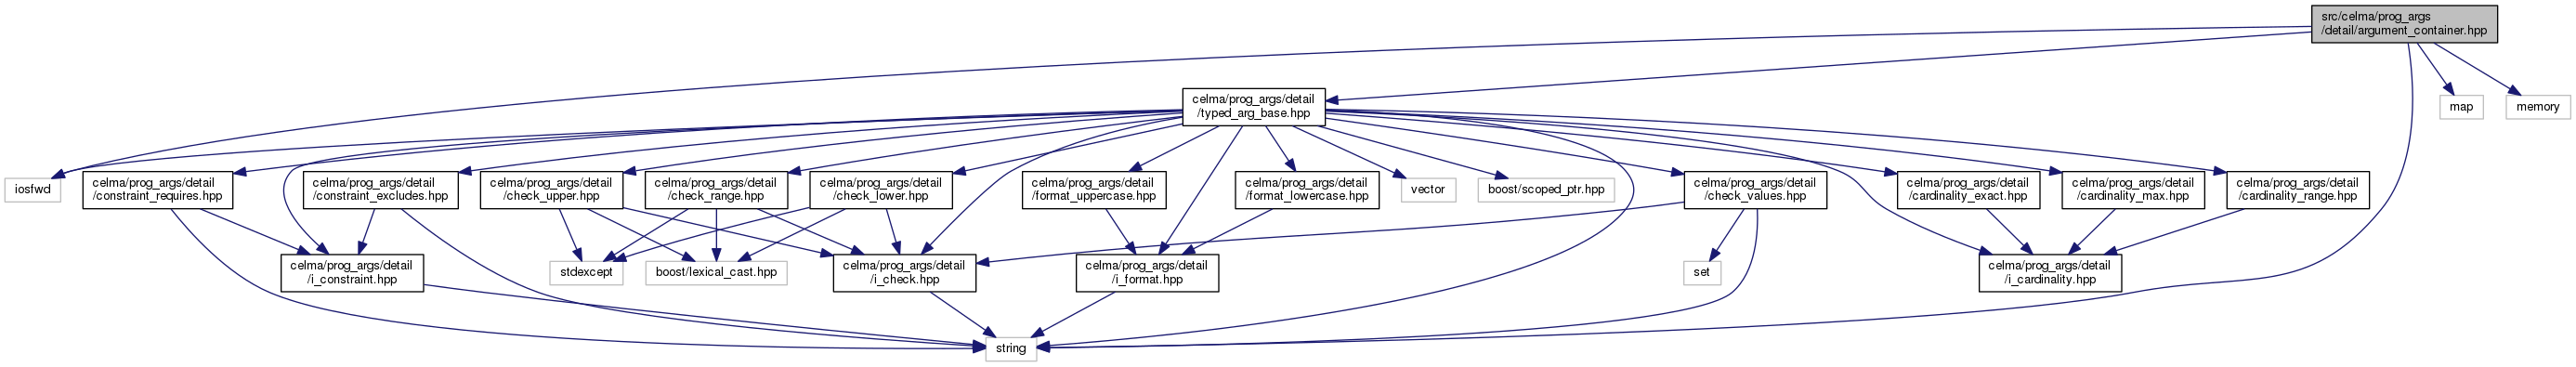 src/celma/prog_args
/detail/argument_container.hpp
celma/prog_args/detail
/typed_arg_base.hpp
map
memory
iosfwd
celma/prog_args/detail
/constraint_requires.hpp
celma/prog_args/detail
/constraint_excludes.hpp
celma/prog_args/detail
/check_upper.hpp
celma/prog_args/detail
/check_range.hpp
celma/prog_args/detail
/check_lower.hpp
celma/prog_args/detail
/format_uppercase.hpp
celma/prog_args/detail
/format_lowercase.hpp
vector
boost/scoped_ptr.hpp
celma/prog_args/detail
/check_values.hpp
celma/prog_args/detail
/cardinality_exact.hpp
celma/prog_args/detail
/cardinality_max.hpp
celma/prog_args/detail
/cardinality_range.hpp
celma/prog_args/detail
/i_constraint.hpp
stdexcept
boost/lexical_cast.hpp
celma/prog_args/detail
/i_check.hpp
celma/prog_args/detail
/i_format.hpp
set
celma/prog_args/detail
/i_cardinality.hpp
string